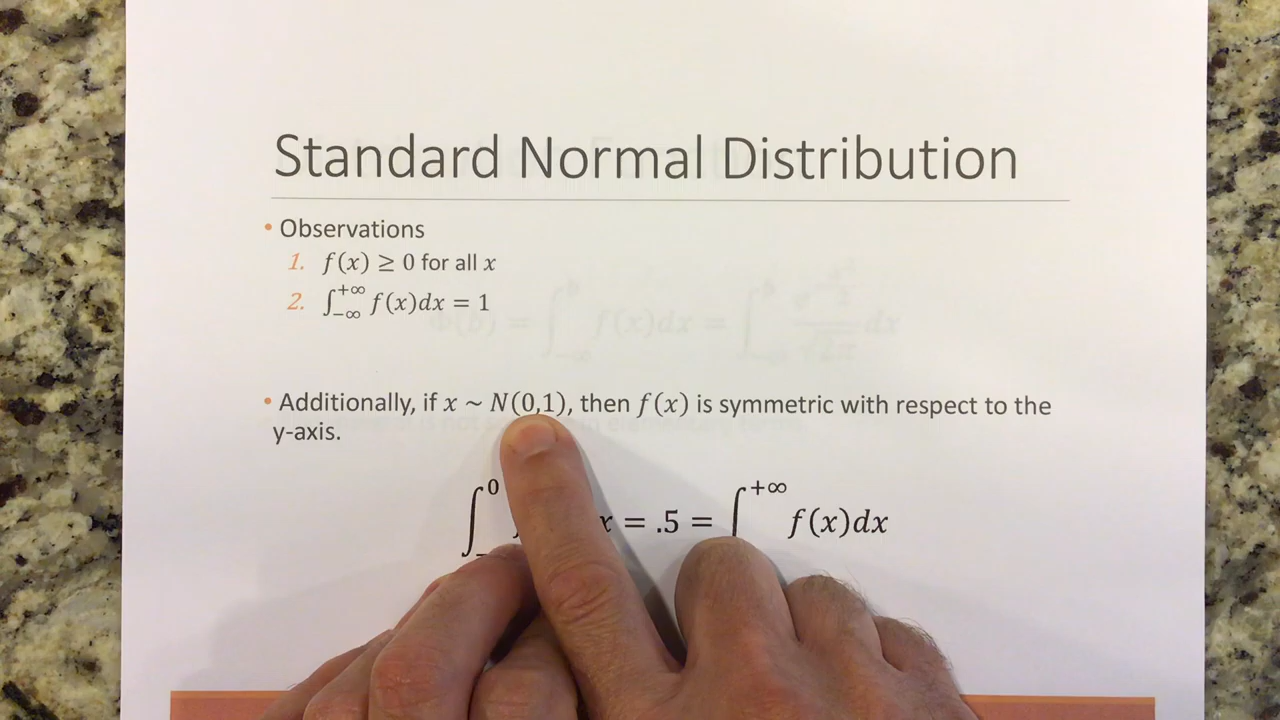 Standard Normal Distribution
• Observations
1. f(x) ≥ 0 for all x
2. ∫₋∞⁺∞ f(x)dx = 1
• Additionally, if x ~ N(0,1), then f(x) is symmetric with respect to the
y-axis.
∫ 0 x = .5 = ∫ +∞ f(x)dx